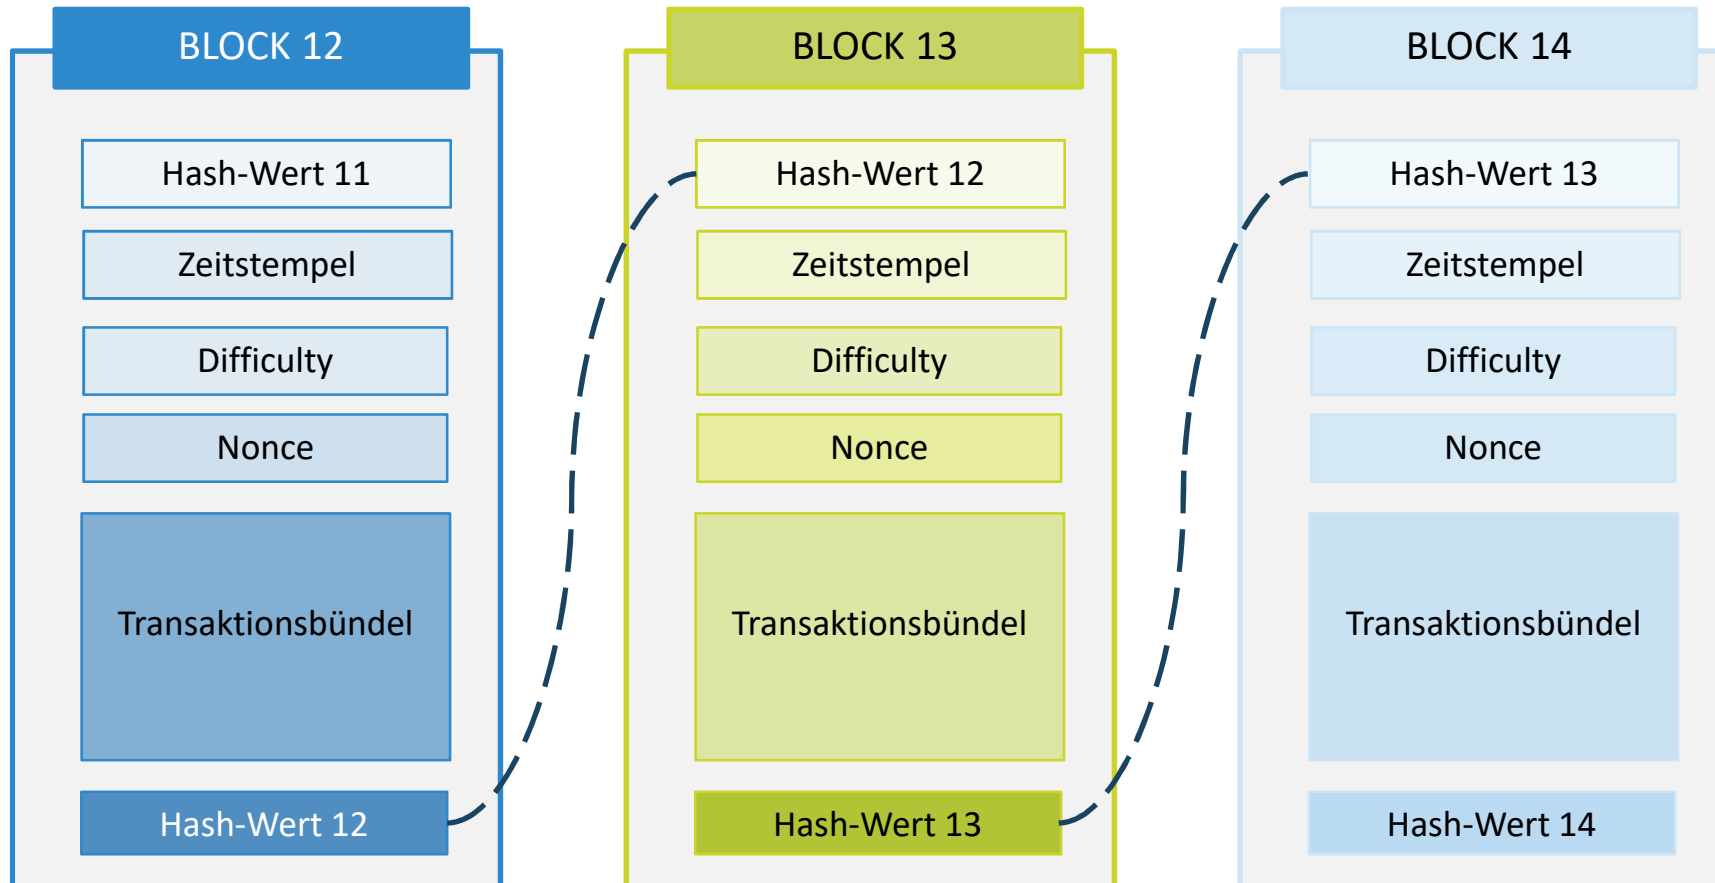 BLOCK 12
Hash-Wert 11
Zeitstempel
Difficulty
Nonce
Transaktionsbündel
Hash-Wert 12
BLOCK 13
Hash-Wert 12
Zeitstempel
Difficulty
Nonce
Transaktionsbündel
Hash-Wert 13
BLOCK 14
Hash-Wert 13
Zeitstempel
Difficulty
Nonce
Transaktionsbündel
Hash-Wert 14